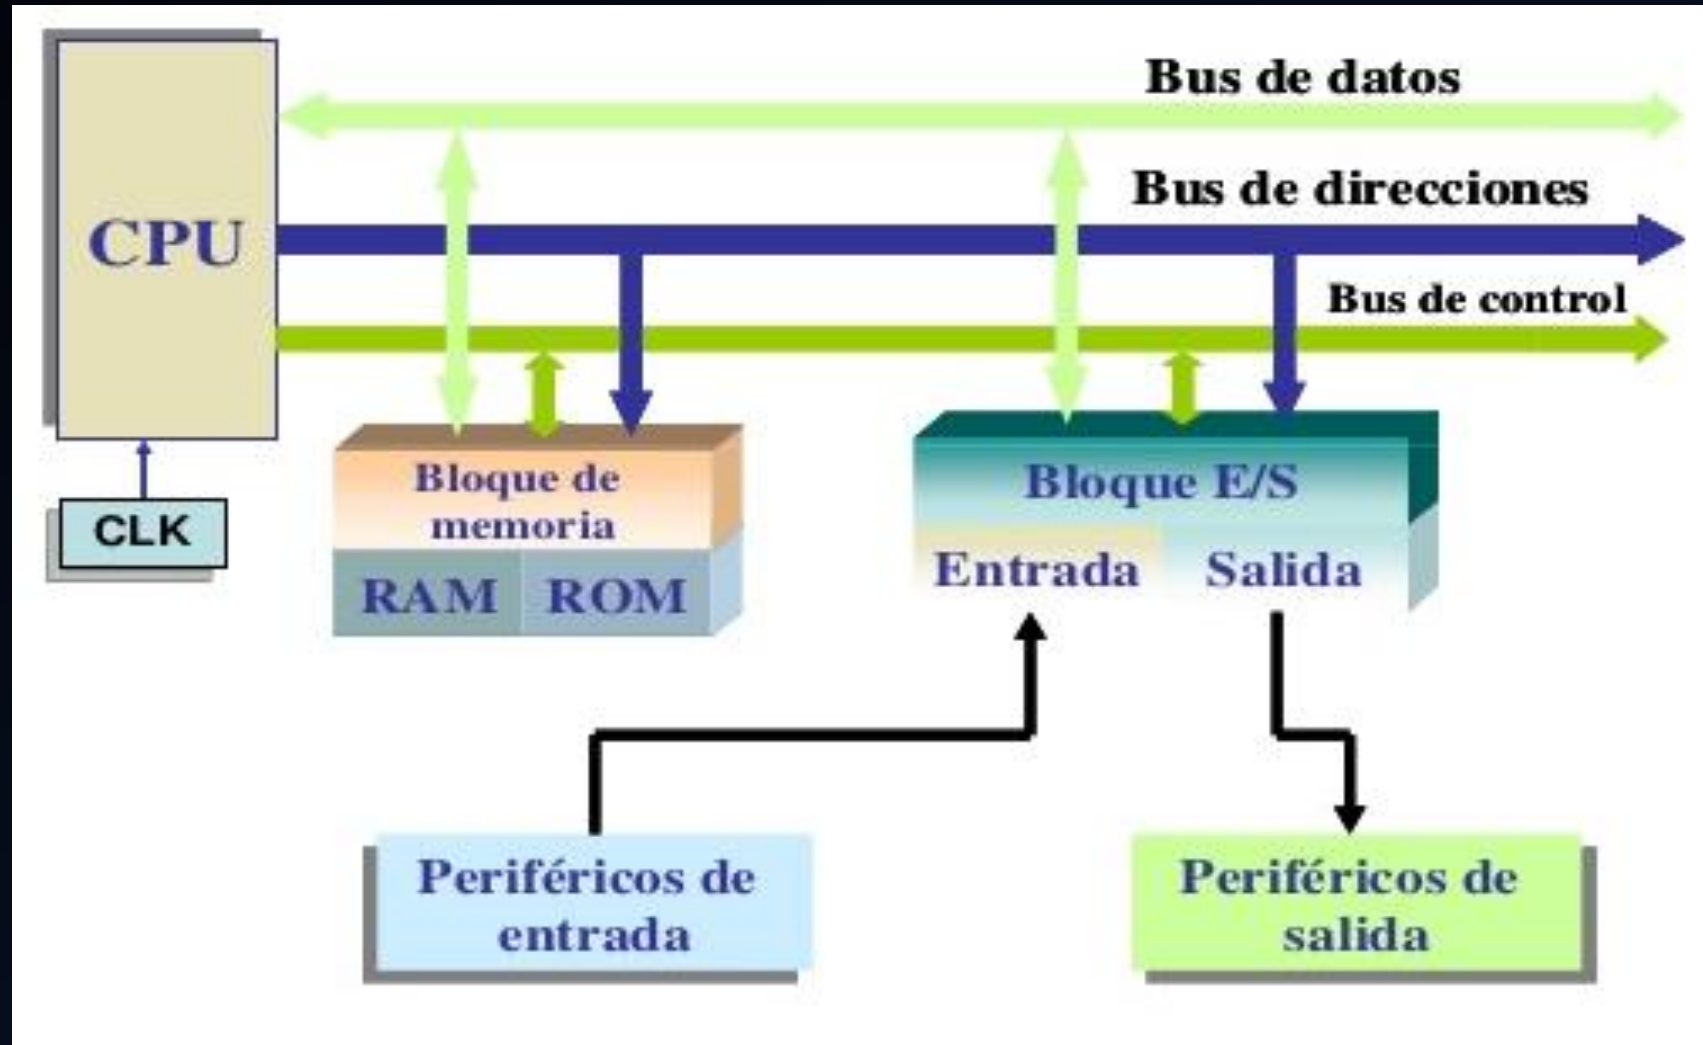 Bus de datos
Bus de direcciones
CPU
Bus de control
Bloque de
memoria
RAM ROM
CLK
Bloque E/S
Entrada Salida
Periféricos de
entrada
Periféricos de
salida